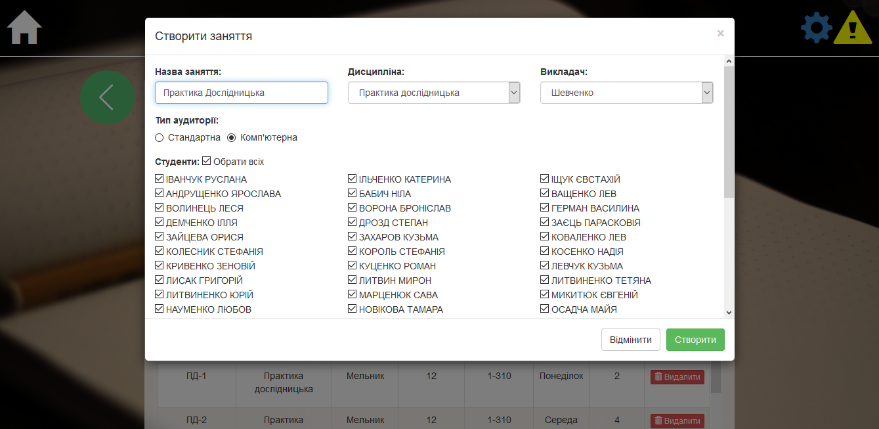 Створити заняття ×
Назва заняття: Дисципліна: Викладач:
Практика Дослідницька Практика дослідницька Шевченко
Тип аудиторії:
Стандартна Комп'ютерна
Студенти: Обрати всіх
ІВАНЧУК РУСЛАНА ІЛЬЧЕНКО КАТЕРИНА ІЩУК ЄВСТАХІЙ
АНДРУЩЕНКО ЯРОСЛАВА БАБИЧ НІЛА ВАЩЕНКО ЛЕВ
ВОЛИНЕЦЬ ЛЕСЯ ВОРОНА БРОНІСЛАВ ГЕРМАН ВАСИЛИНА
ДЕМЧЕНКО ІЛЛЯ ДРОЗД СТЕПАН ЗАЄЦЬ ПАРАСКОВІЯ
ЗАЙЦЕВА ОРИСЯ ЗАХАРОВ КУЗЬМА КОВАЛЕНКО ЛЕВ
КОЛЕСНИК СТЕФАНІЯ КОРОЛЬ СТЕФАНІЯ КОСЕНКО НАДІЯ
КРИВЕНКО ЗЕНОВІЙ КУЦЕНКО РОМАН ЛЕВЧУК КУЗЬМА
ЛИСАК ГРИГОРІЙ ЛИТВИН МИРОН ЛИТВИНЕНКО ТЕТЯНА
ЛИТВИНЕНКО ЮРІЙ МАРЦЕНЮК САВА МИКИТЮК ЄВГЕНІЙ
НАУМЕНКО ЛЮБОВ НОВІКОВА ТАМАРА ОСАДЧА МАЙЯ
Відмінити Створити
ПД-1 Практика дослідницька Мельник 12 1-310 Понеділок 2 Видалити
ПД-2 Практика Мельник 12 1-310 Середа 4 Видалити